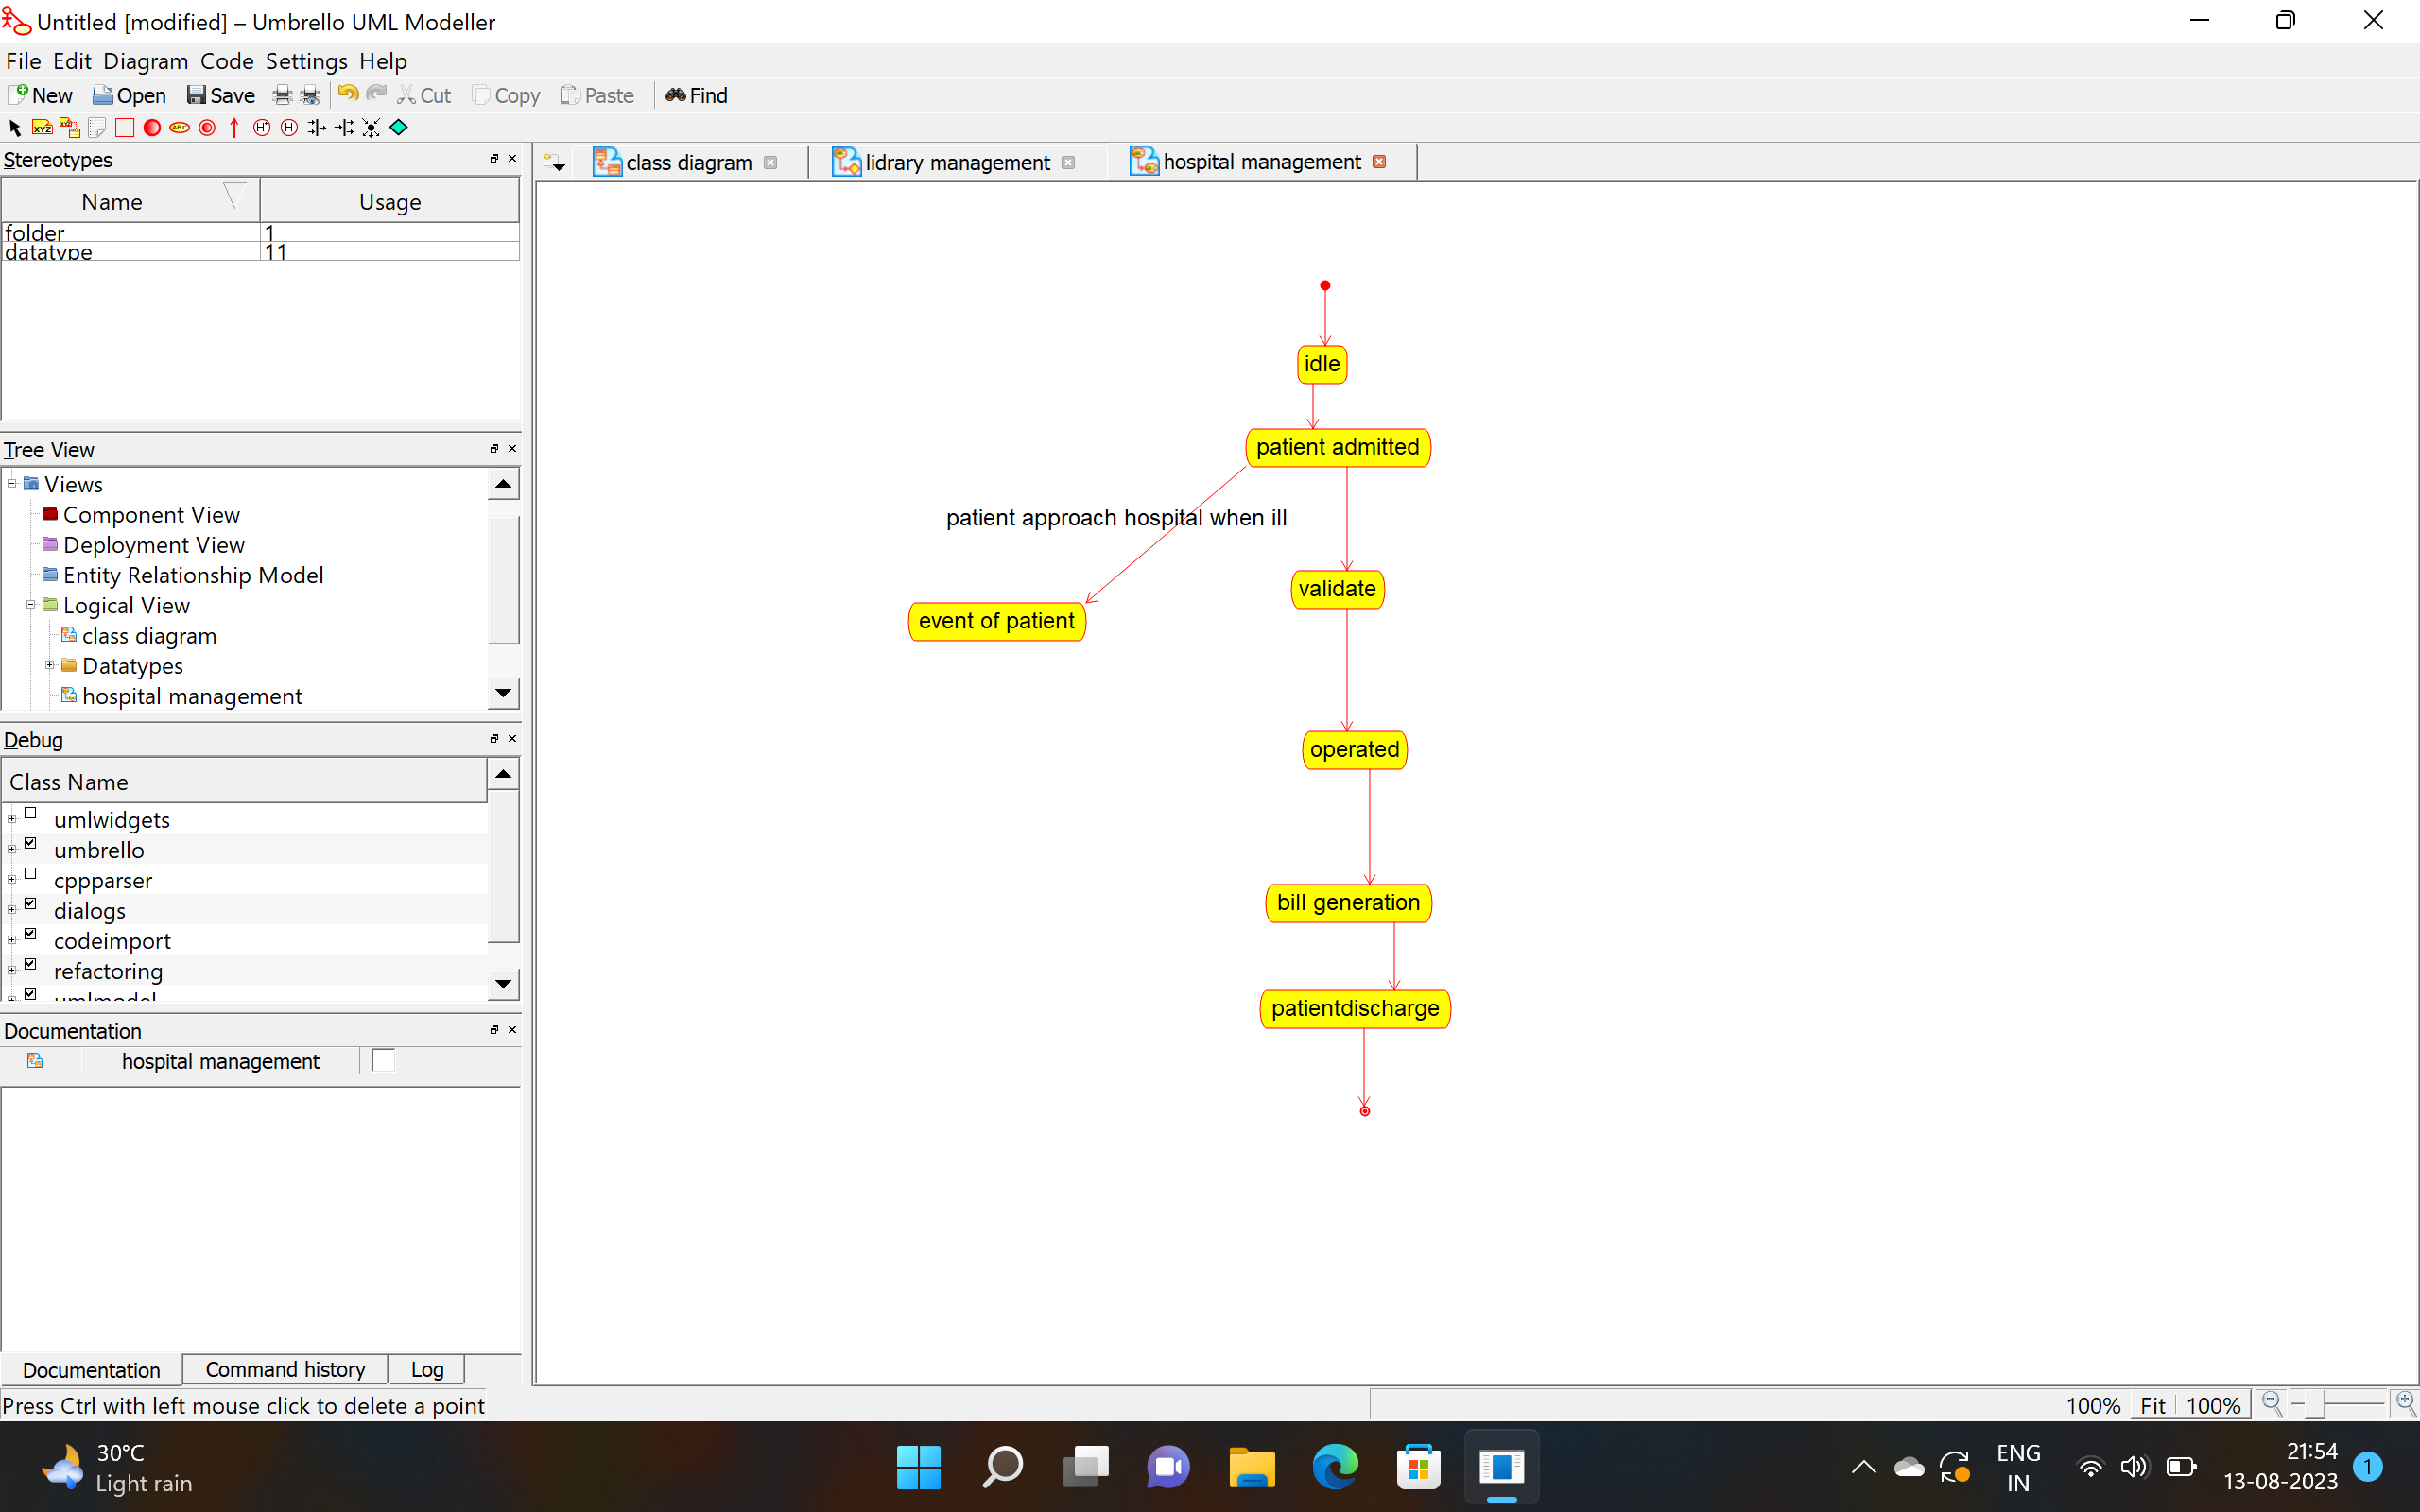 Untitled [modified] – Umbrello UML Modeller
File Edit Diagram Code Settings Help
New Open Save Cut Copy Paste Find
Stereotypes
Name Usage
folder 1
datatype 11
Tree View
Views
Component View
Deployment View
Entity Relationship Model
Logical View
class diagram
Datatypes
hospital management
Debug
Class Name
umlwidgets
umbrello
cppparser
dialogs
codeimport
refactoring
umlmodel
Documentation
hospital management
Documentation Command history Log
Press Ctrl with left mouse click to delete a point
class diagram lidrary management hospital management
idle
patient admitted
patient approach hospital when ill
validate
event of patient
operated
bill generation
patientdischarge
100% Fit 100%
30°C
Light rain
ENG
IN
21:54
13-08-2023
1